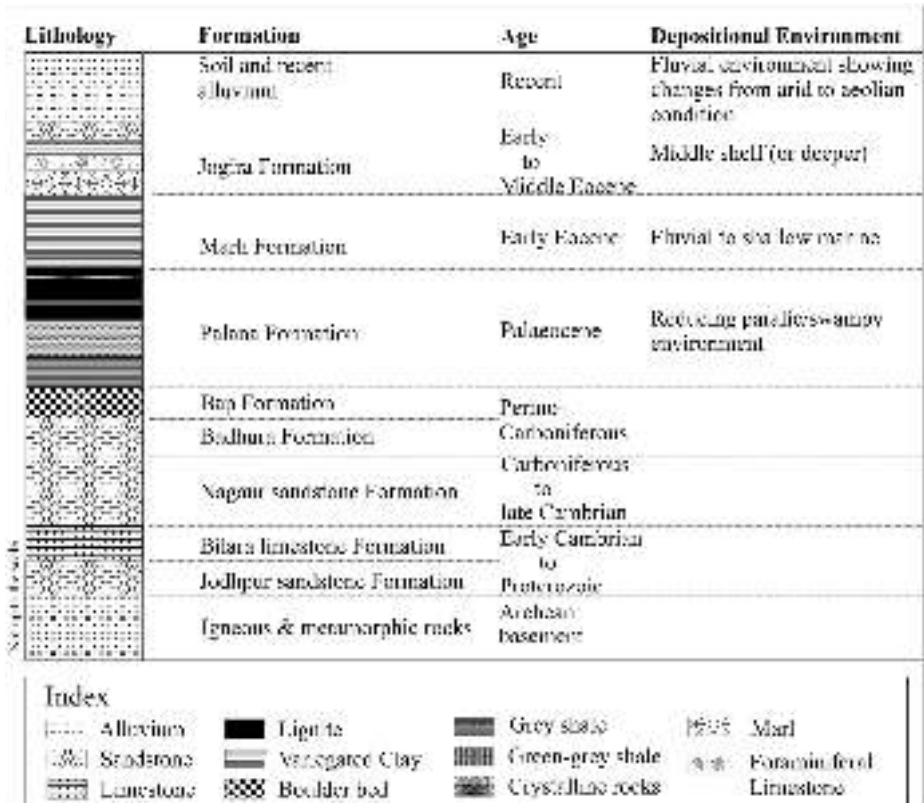 Lithology Formation Age Depositional Environment
Soil and recent alluvium Recent Fluvial environment showing changes from arid to aeolian condition
Jogira Formation Early to Middle Eocene Middle shelf (or deeper)
Marh Formation Early Eocene Fluvial to shallow marine
Palana Formation Palaeocene Reducing paralic/swampy environment
Bap Formation Permo-
Badhura Formation Carboniferous
Nagaur sandstone Formation Carboniferous to late Cambrian
Bilara limestone Formation Early Cambrian
to
Jodhpur sandstone Formation Proterozoic
Igneous & metamorphic rocks Archean basement
Index
Alluvium Lignite Grey shale Marl
Sandstone Variegated Clay Green-grey shale Foraminiferal
Limestone Boulder bed Crystalline rocks Limestone